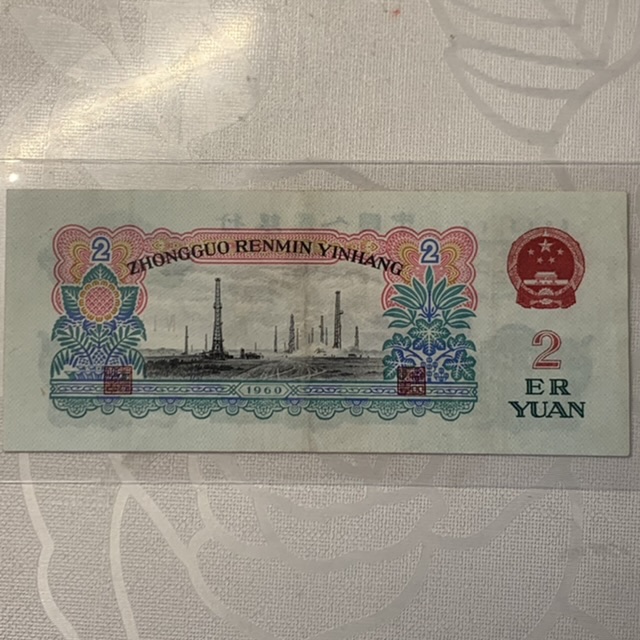 2 2
ZHONGGUO RENMIN YINHANG
1960
2
ER
YUAN